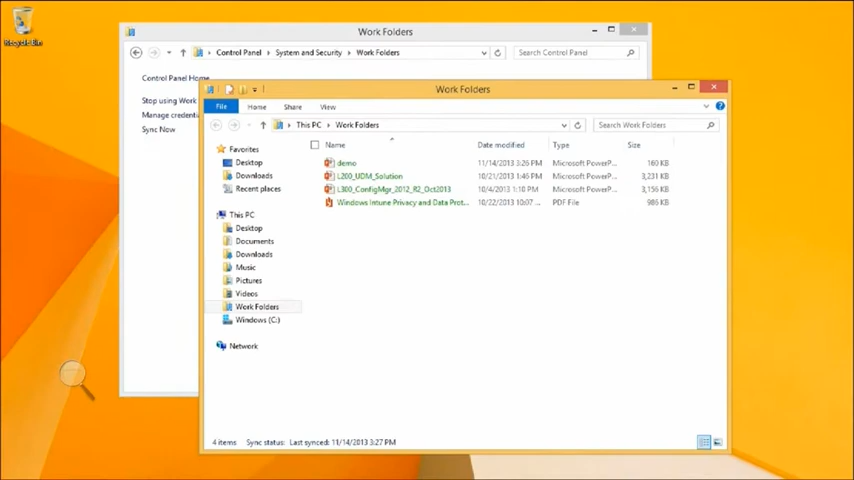 Recycle Bin
Work Folders
Control Panel System and Security Work Folders
Search Control Panel
Control Panel Home
Stop using Work
Manage credenti
Sync Now
Work Folders
File Home Share View
This PC Work Folders
Search Work Folders
Name Date modified Type Size
demo 11/14/2013 3:26 PM Microsoft PowerP... 160 KB
L200_UDM_Solution 10/21/2013 1:46 PM Microsoft PowerP... 3,231 KB
L300_ConfigMgr_2012_R2_Oct2013 10/4/2013 1:10 PM Microsoft PowerP... 3,156 KB
Windows Intune Privacy and Data Prot... 10/22/2013 10:07 ... PDF File 986 KB
Favorites
Desktop
Downloads
Recent places
This PC
Desktop
Documents
Downloads
Music
Pictures
Videos
Work Folders
Windows (C:)
Network
4 items Sync status: Last synced: 11/14/2013 3:27 PM